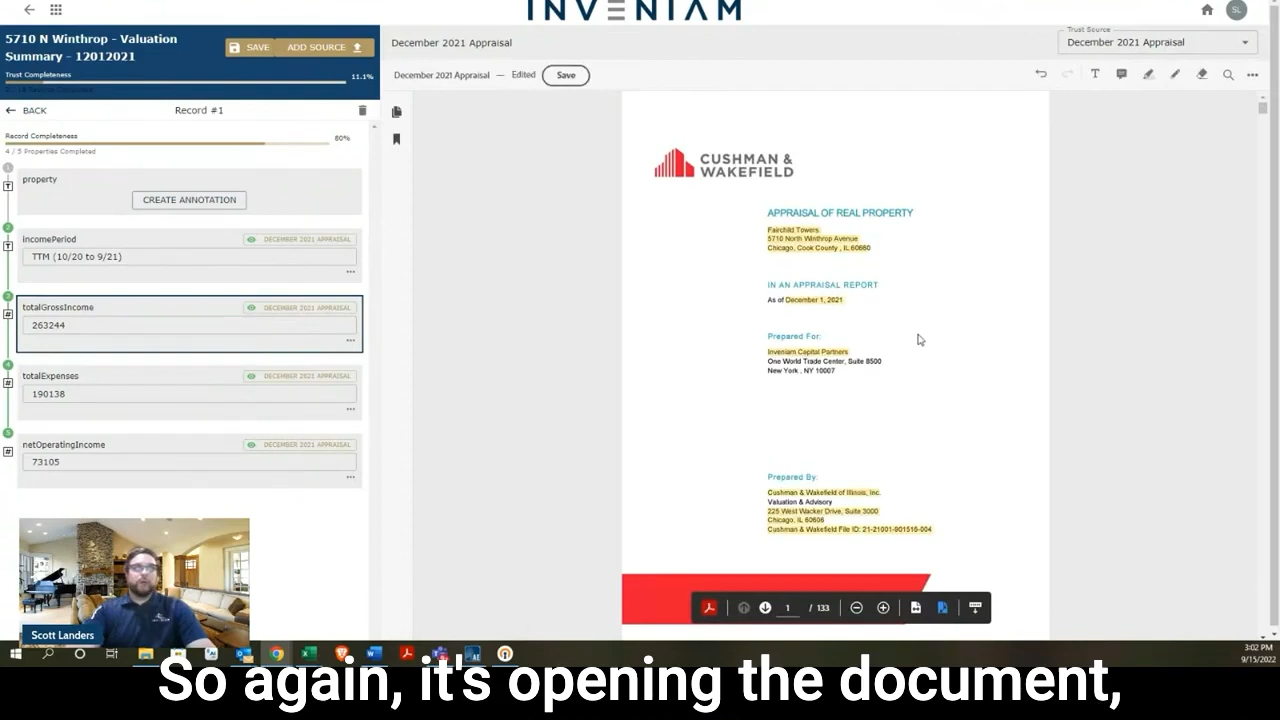 INVENIAM
SL
5710 N Winthrop - Valuation
Summary - 12012021
SAVE
ADD SOURCE
Trust Completeness
11.1%
BACK
Record #1
Record Completeness
80%
4 / 5 Properties Completed
1
property
CREATE ANNOTATION
2
incomePeriod
DECEMBER 2021 APPRAISAL
TTM (10/20 to 9/21)
3
totalGrossIncome
DECEMBER 2021 APPRAISAL
263244
4
totalExpenses
DECEMBER 2021 APPRAISAL
190138
5
netOperatingIncome
DECEMBER 2021 APPRAISAL
73105
Scott Landers
December 2021 Appraisal
Trust Source
December 2021 Appraisal
December 2021 Appraisal — Edited
Save
CUSHMAN &
WAKEFIELD
APPRAISAL OF REAL PROPERTY
Fairchild Towers
5710 North Winthrop Avenue
Chicago, Cook County , IL 60660
IN AN APPRAISAL REPORT
As of December 1, 2021
Prepared For:
Inveniam Capital Partners
One World Trade Center, Suite 8500
New York , NY 10007
Prepared By:
Cushman & Wakefield of Illinois, Inc.
Valuation & Advisory
225 West Wacker Drive, Suite 3000
Chicago, IL 60606
Cushman & Wakefield File ID: 21-21001-901516-004
1 / 133
3:02 PM
9/15/2022
So again, it's opening the document,